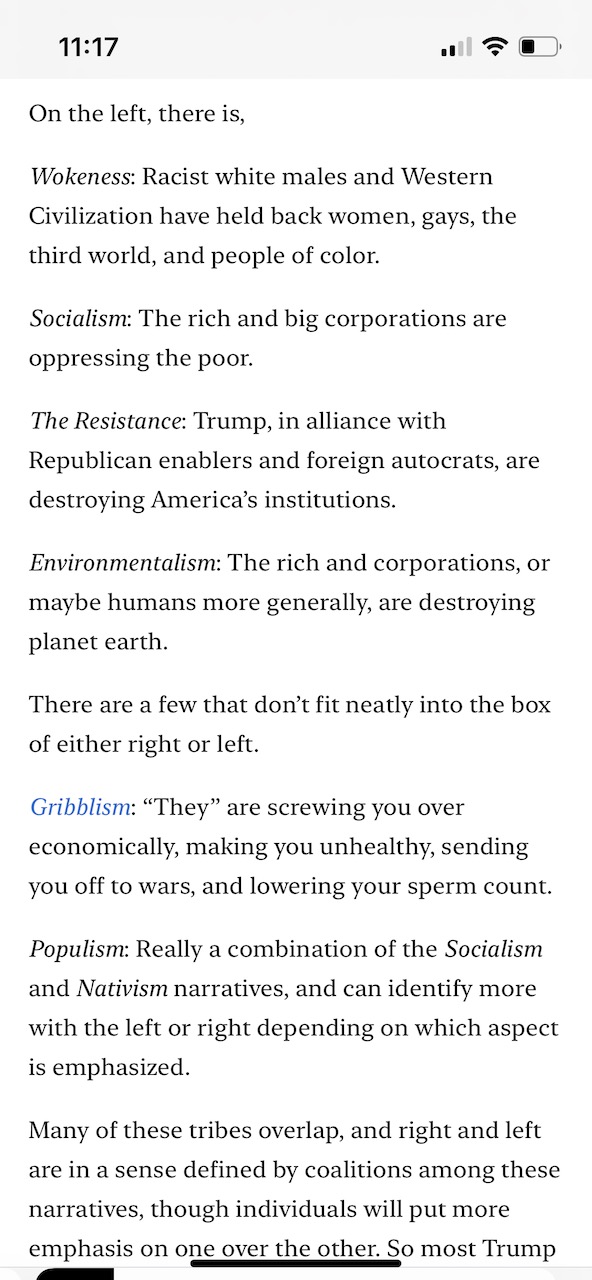 11:17
On the left, there is,
Wokeness: Racist white males and Western
Civilization have held back women, gays, the
third world, and people of color.
Socialism: The rich and big corporations are
oppressing the poor.
The Resistance: Trump, in alliance with
Republican enablers and foreign autocrats, are
destroying America’s institutions.
Environmentalism: The rich and corporations, or
maybe humans more generally, are destroying
planet earth.
There are a few that don’t fit neatly into the box
of either right or left.
Gribblism: “They” are screwing you over
economically, making you unhealthy, sending
you off to wars, and lowering your sperm count.
Populism: Really a combination of the Socialism
and Nativism narratives, and can identify more
with the left or right depending on which aspect
is emphasized.
Many of these tribes overlap, and right and left
are in a sense defined by coalitions among these
narratives, though individuals will put more
emphasis on one over the other. So most Trump